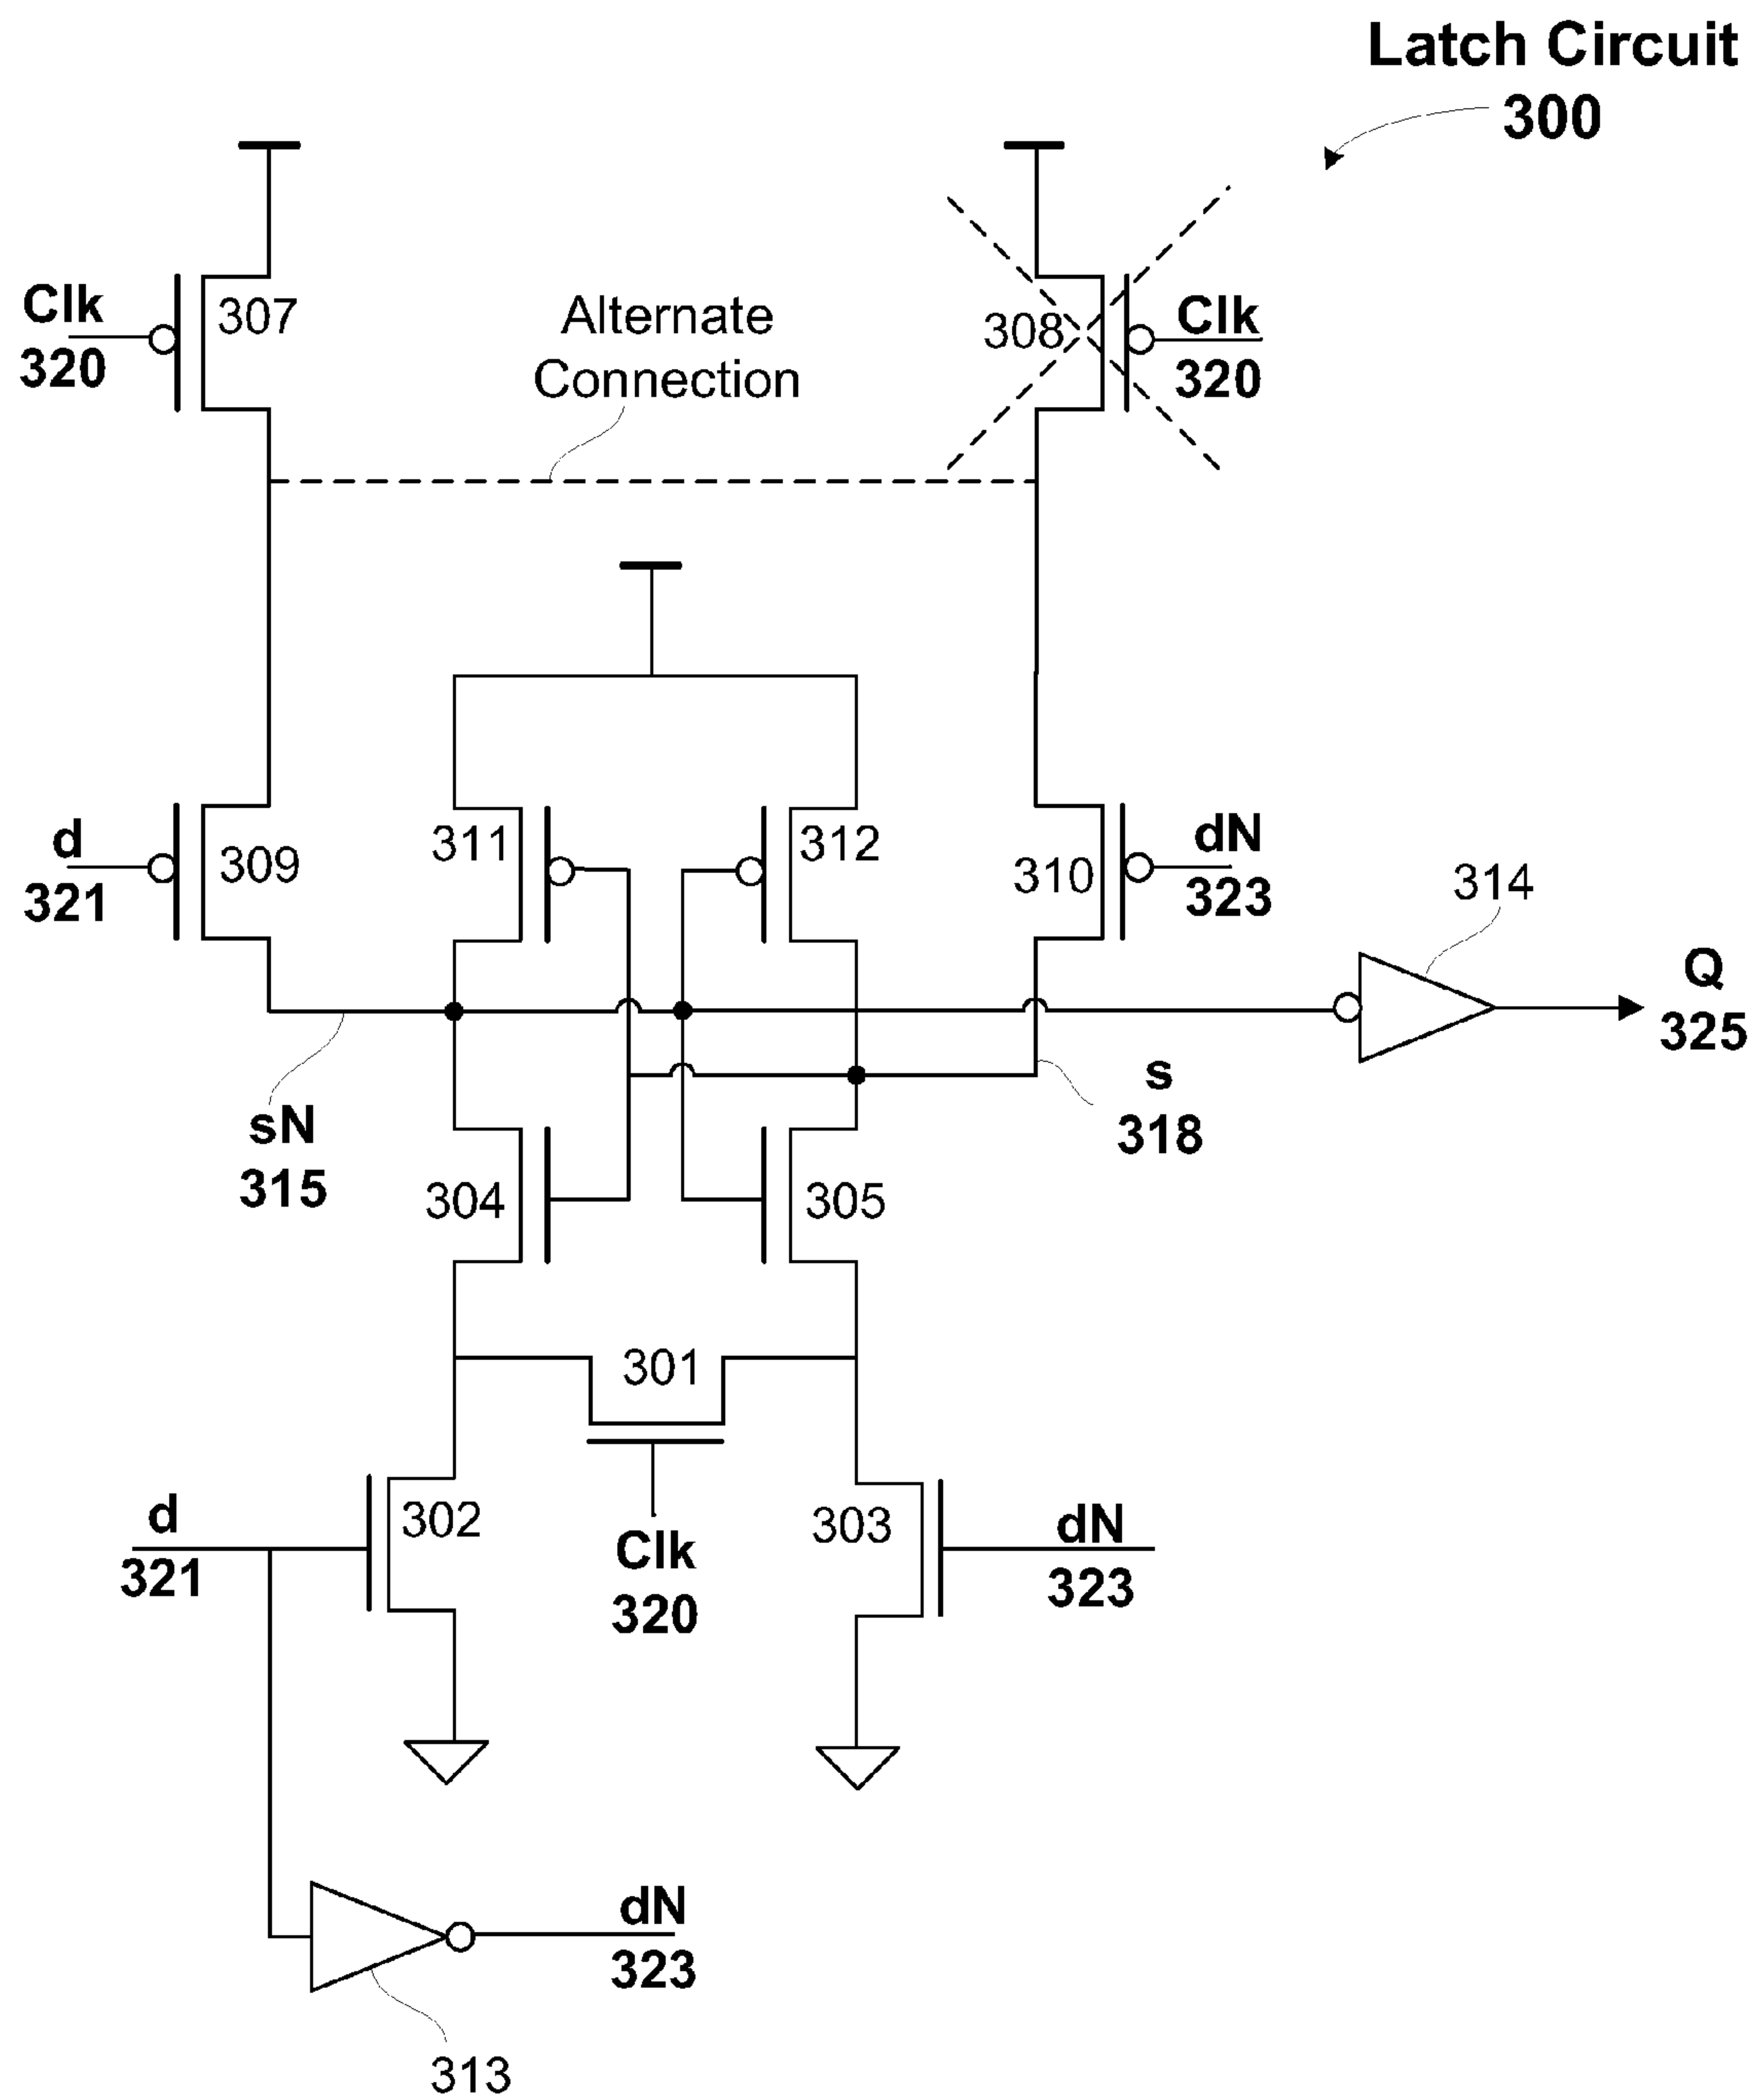 Latch Circuit
300
Clk
320
307
Alternate
Connection
308
Clk
320
d
321
309
311
312
310
dN
323
314
Q
325
sN
315
304
305
s
318
301
d
321
302
Clk
320
303
dN
323
dN
323
313